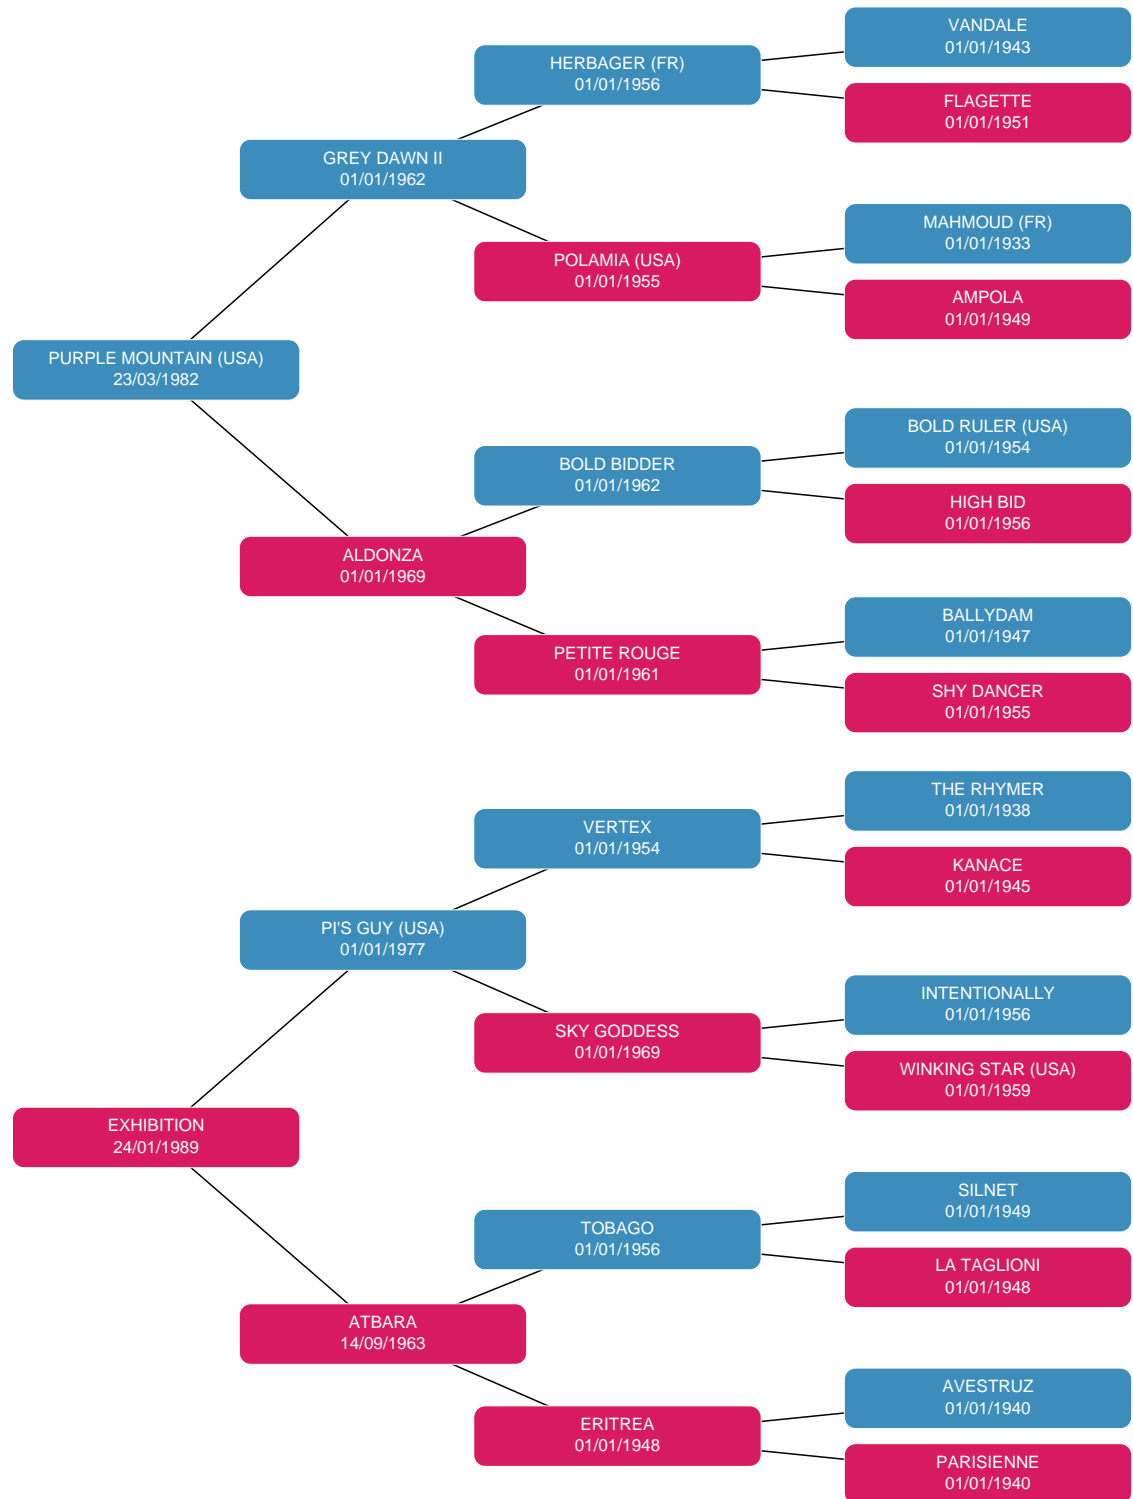 VANDALE
01/01/1943
HERBAGER (FR)
01/01/1956
FLAGETTE
01/01/1951
GREY DAWN II
01/01/1962
MAHMOUD (FR)
01/01/1933
POLAMIA (USA)
01/01/1955
AMPOLA
01/01/1949
PURPLE MOUNTAIN (USA)
23/03/1982
BOLD RULER (USA)
01/01/1954
BOLD BIDDER
01/01/1962
HIGH BID
01/01/1956
ALDONZA
01/01/1969
BALLYDAM
01/01/1947
PETITE ROUGE
01/01/1961
SHY DANCER
01/01/1955
THE RHYMER
01/01/1938
VERTEX
01/01/1954
KANACE
01/01/1945
PI'S GUY (USA)
01/01/1977
INTENTIONALLY
01/01/1956
SKY GODDESS
01/01/1969
WINKING STAR (USA)
01/01/1959
EXHIBITION
24/01/1989
SILNET
01/01/1949
TOBAGO
01/01/1956
LA TAGLIONI
01/01/1948
ATBARA
14/09/1963
AVESTRUZ
01/01/1940
ERITREA
01/01/1948
PARISIENNE
01/01/1940